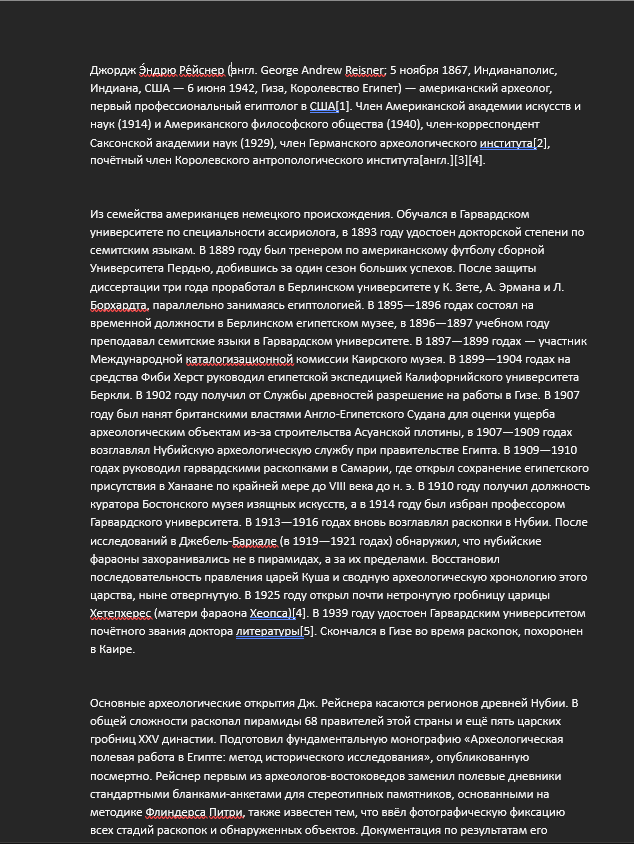 Джордж Э́ндрю Ре́йснер (англ. George Andrew Reisner; 5 ноября 1867, Индианаполис,
Индиана, США — 6 июня 1942, Гиза, Королевство Египет) — американский археолог,
первый профессиональный египтолог в США[1]. Член Американской академии искусств и
наук (1914) и Американского философского общества (1940), член-корреспондент
Саксонской академии наук (1929), член Германского археологического института[2],
почётный член Королевского антропологического института[англ.][3][4].
Из семейства американцев немецкого происхождения. Обучался в Гарвардском
университете по специальности ассириолога, в 1893 году удостоен докторской степени по
семитским языкам. В 1889 году был тренером по американскому футболу сборной
Университета Пердью, добившись за один сезон больших успехов. После защиты
диссертации три года проработал в Берлинском университете у К. Зете, А. Эрмана и Л.
Борхардта, параллельно занимаясь египтологией. В 1895—1896 годах состоял на
временной должности в Берлинском египетском музее, в 1896—1897 учебном году
преподавал семитские языки в Гарвардском университете. В 1897—1899 годах — участник
Международной каталогизационной комиссии Каирского музея. В 1899—1904 годах на
средства Фиби Херст руководил египетской экспедицией Калифорнийского университета
Беркли. В 1902 году получил от Службы древностей разрешение на работы в Гизе. В 1907
году был нанят британскими властями Англо-Египетского Судана для оценки ущерба
археологическим объектам из-за строительства Асуанской плотины, в 1907—1909 годах
возглавлял Нубийскую археологическую службу при правительстве Египта. В 1909—1910
годах руководил гарвардскими раскопками в Самарии, где открыл сохранение египетского
присутствия в Ханаане по крайней мере до VIII века до н. э. В 1910 году получил должность
куратора Бостонского музея изящных искусств, а в 1914 году был избран профессором
Гарвардского университета. В 1913—1916 годах вновь возглавлял раскопки в Нубии. После
исследований в Джебель-Баркале (в 1919—1921 годах) обнаружил, что нубийские
фараоны захоранивались не в пирамидах, а за их пределами. Восстановил
последовательность правления царей Куша и сводную археологическую хронологию этого
царства, ныне отвергнутую. В 1925 году открыл почти нетронутую гробницу царицы
Хетепхерес (матери фараона Хеопса)[4]. В 1939 году удостоен Гарвардским университетом
почётного звания доктора литературы[5]. Скончался в Гизе во время раскопок, похоронен
в Каире.
Основные археологические открытия Дж. Рейснера касаются регионов древней Нубии. В
общей сложности раскопал пирамиды 68 правителей этой страны и ещё пять царских
гробниц XXV династии. Подготовил фундаментальную монографию «Археологическая
полевая работа в Египте: метод исторического исследования», опубликованную
посмертно. Рейснер первым из археологов-востоковедов заменил полевые дневники
стандартными бланками-анкетами для стереотипных памятников, основанными на
методике Флиндерса Питри, также известен тем, что ввёл фотографическую фиксацию
всех стадий раскопок и обнаруженных объектов. Документация по результатам его